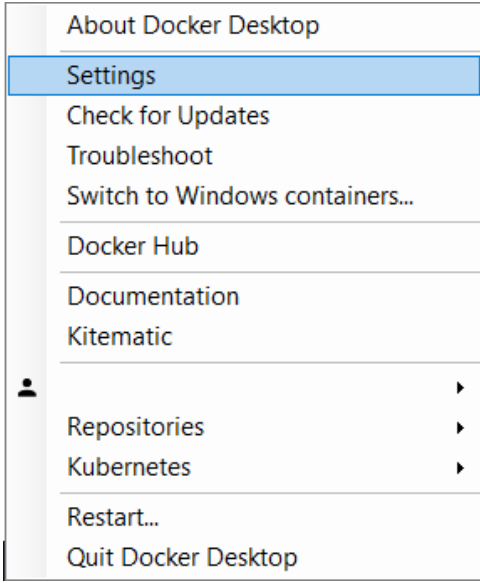 About Docker Desktop
Settings
Check for Updates
Troubleshoot
Switch to Windows containers...
Docker Hub
Documentation
Kitematic
Repositories
Kubernetes
Restart...
Quit Docker Desktop